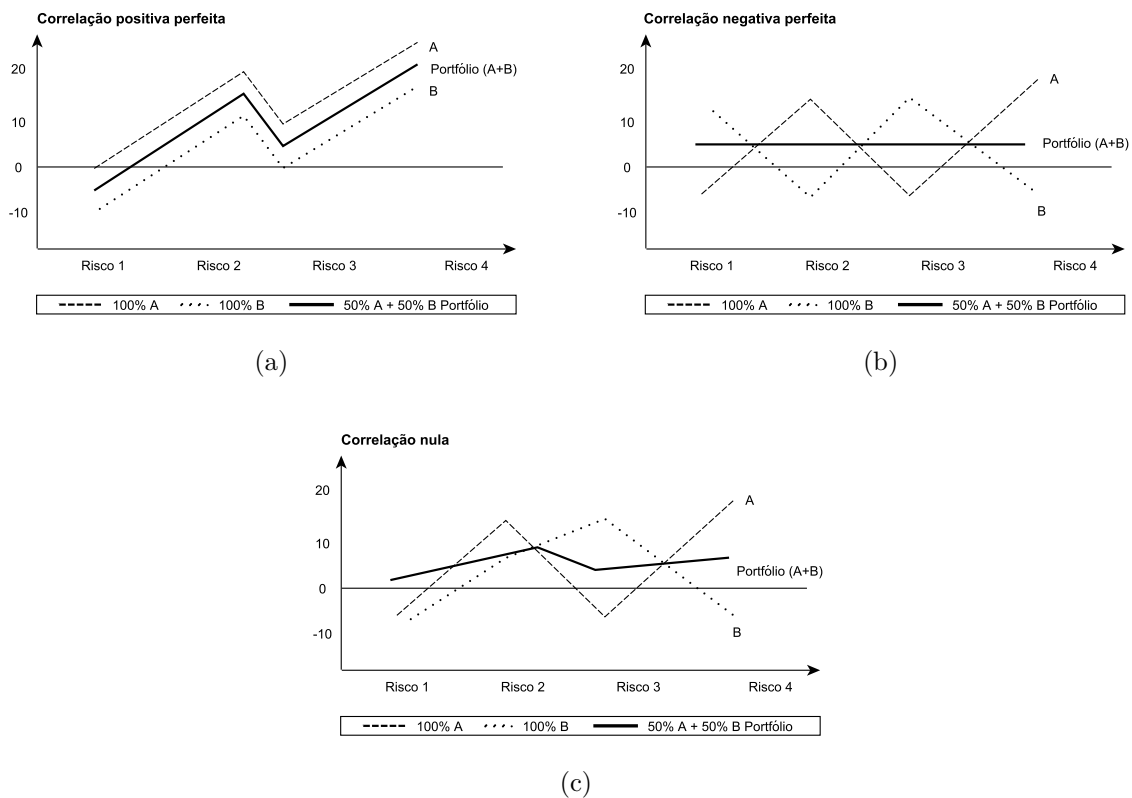 Correlação positiva perfeita
20
10
0
-10
A
Portfólio (A+B)
B
Risco 1 Risco 2 Risco 3 Risco 4
100% A 100% B 50% A + 50% B Portfólio
(a)
Correlação negativa perfeita
20
10
0
-10
A
Portfólio (A+B)
B
Risco 1 Risco 2 Risco 3 Risco 4
100% A 100% B 50% A + 50% B Portfólio
(b)
Correlação nula
20
10
0
-10
A
Portfólio (A+B)
B
Risco 1 Risco 2 Risco 3 Risco 4
100% A 100% B 50% A + 50% B Portfólio
(c)